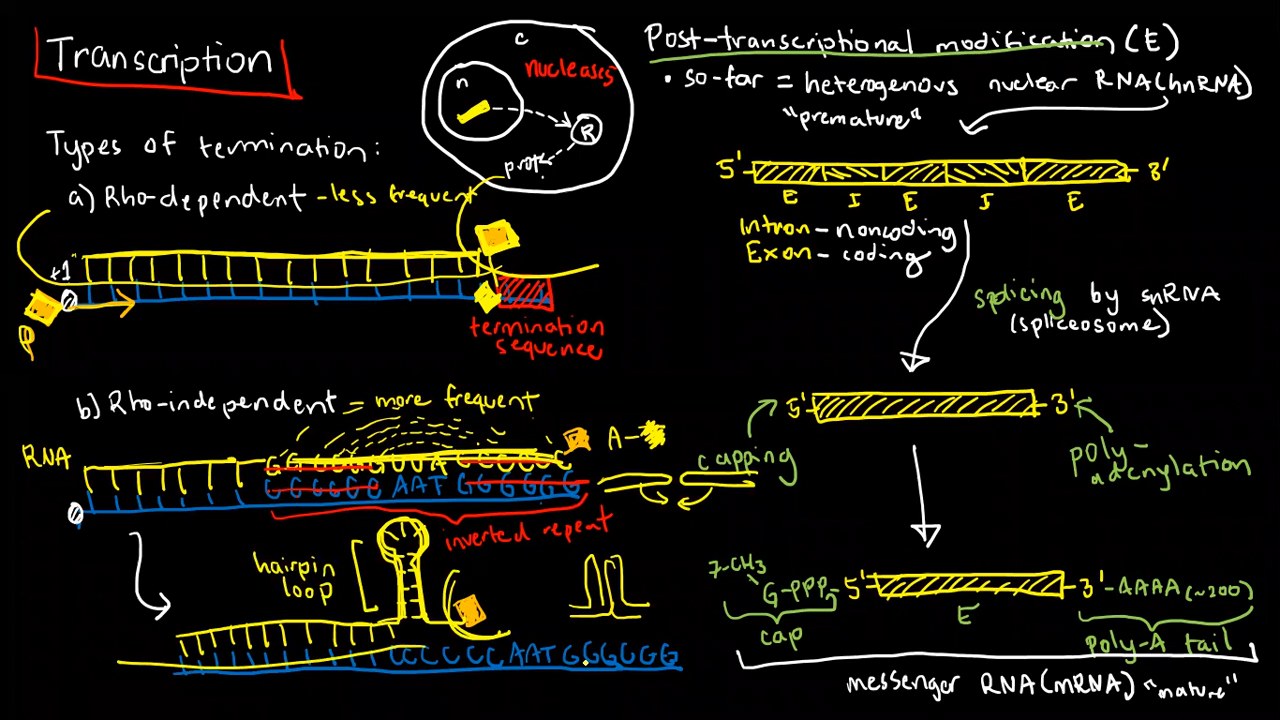 Transcription
Types of termination:
a) Rho-dependent - less frequent
c
nucleases
n
R
prot.
+1
ρ
termination
sequence
b) Rho-independent = more frequent
RNA
A-
AAT
inverted repeat
hairpin
loop
CCCCCAATGGGGGG
Post-transcriptional modification (E)
• so-far = heterogenous nuclear RNA (hnRNA)
"premature"
5' 3'
E I E I E
Intron - noncoding
Exon - coding
splicing by snRNA
(spliceosome)
5' 3'
capping
poly-
adenylation
7-CH3
G-PPP- 5' 3'-AAAA (~200)
cap
E
poly-A tail
messenger RNA (mRNA) "mature"